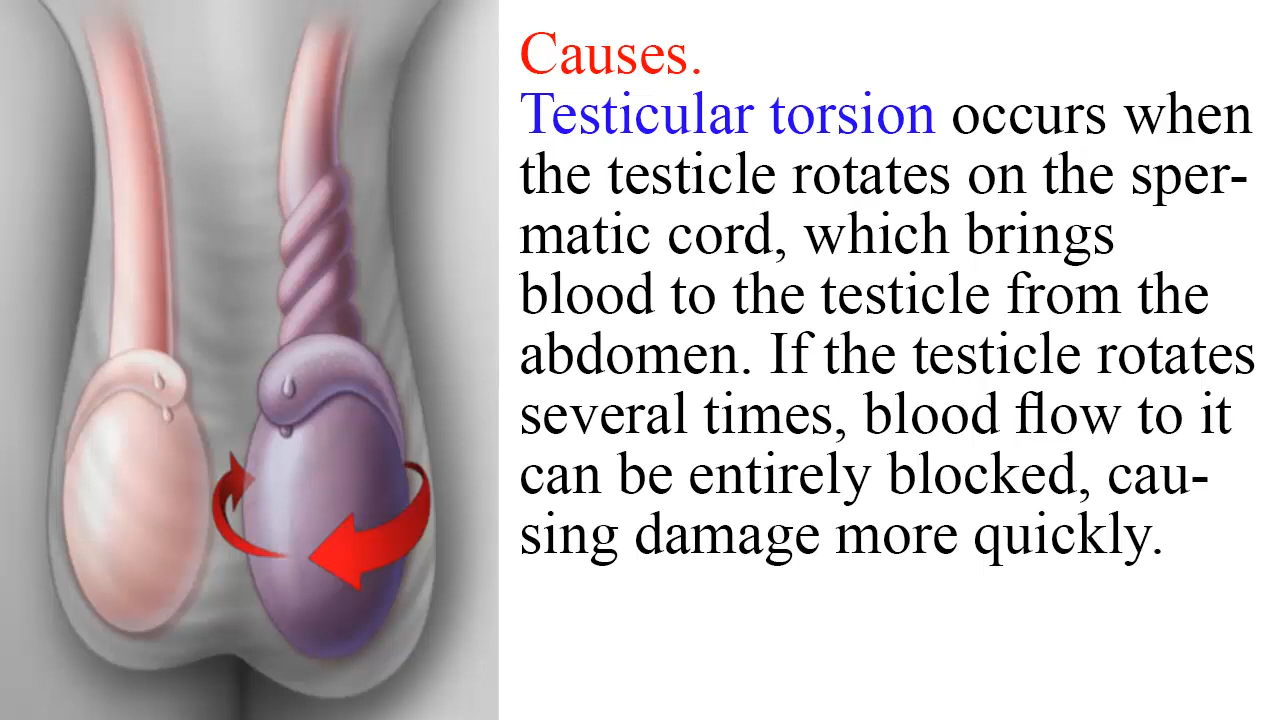 Causes.
Testicular torsion occurs when
the testicle rotates on the sper-
matic cord, which brings
blood to the testicle from the
abdomen. If the testicle rotates
several times, blood flow to it
can be entirely blocked, cau-
sing damage more quickly.